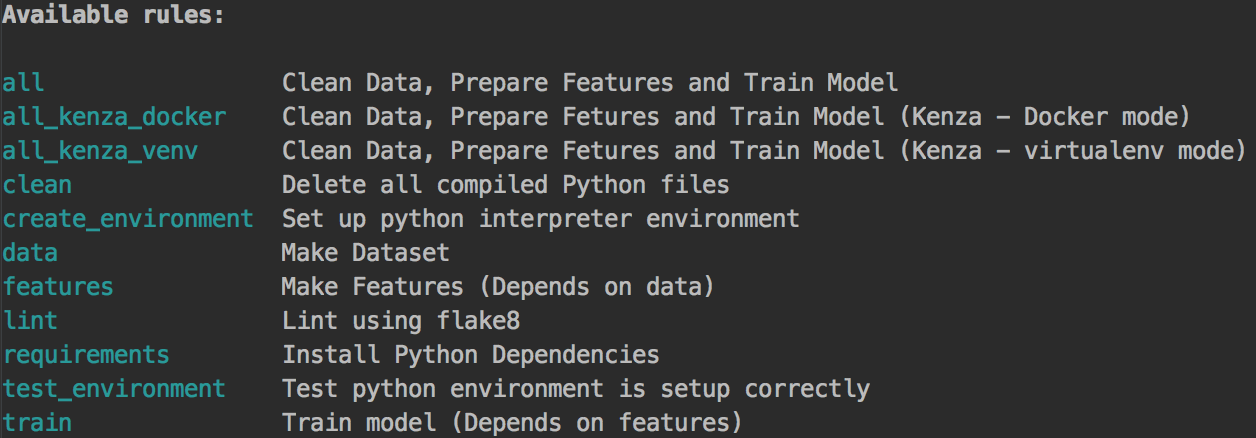 Available rules:
all Clean Data, Prepare Features and Train Model
all_kenza_docker Clean Data, Prepare Fetures and Train Model (Kenza - Docker mode)
all_kenza_venv Clean Data, Prepare Fetures and Train Model (Kenza - virtualenv mode)
clean Delete all compiled Python files
create_environment Set up python interpreter environment
data Make Dataset
features Make Features (Depends on data)
lint Lint using flake8
requirements Install Python Dependencies
test_environment Test python environment is setup correctly
train Train model (Depends on features)